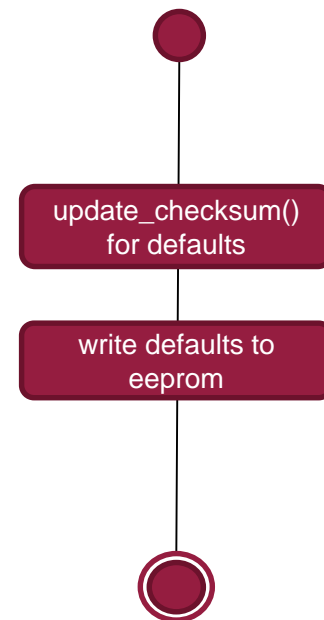 update_checksum()
for defaults
write defaults to
eeprom